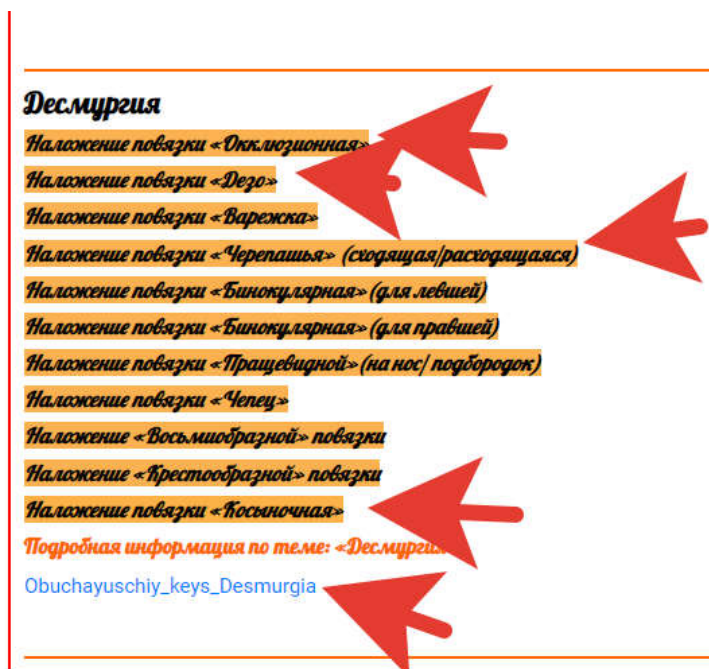 Десмургия
Наложение повязки «Окклюзионная»
Наложение повязки «Дезо»
Наложение повязки «Варежка»
Наложение повязки «Черепашья» (сходящая/расходящаяся)
Наложение повязки «Бинокулярная» (для левшей)
Наложение повязки «Бинокулярная» (для правшей)
Наложение повязки «Пращевидной» (на нос/ подбородок)
Наложение повязки «Чепец»
Наложение «Восьмиобразной» повязки
Наложение «Крестообразной» повязки
Наложение повязки «Косыночная»
Подробная информация по теме: «Десмургия
Obuchayuschiy_keys_Desmurgia